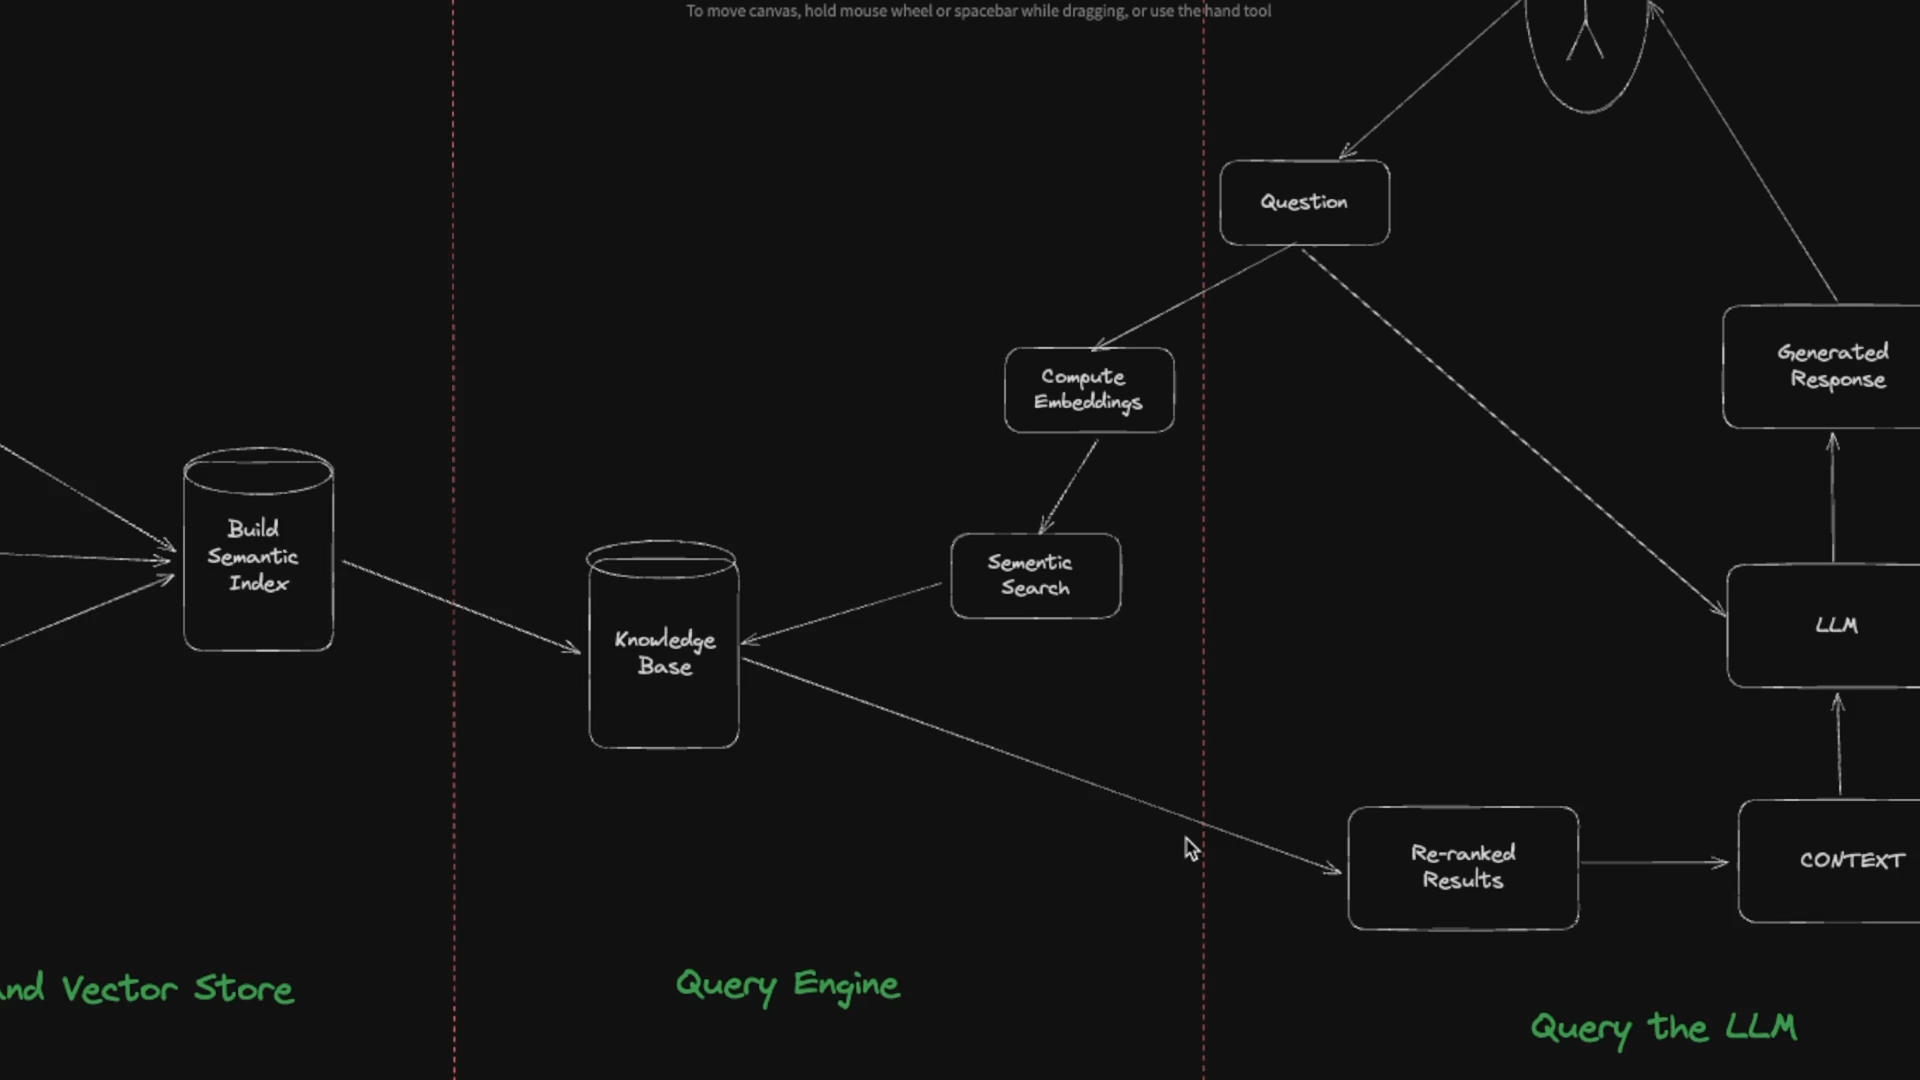 To move canvas, hold mouse wheel or spacebar while dragging, or use the hand tool
Question
Compute
Embeddings
Generated
Response
Build
Semantic
Index
Sementic
Search
Knowledge
Base
LLM
Re-ranked
Results
CONTEXT
and Vector Store
Query Engine
Query the LLM